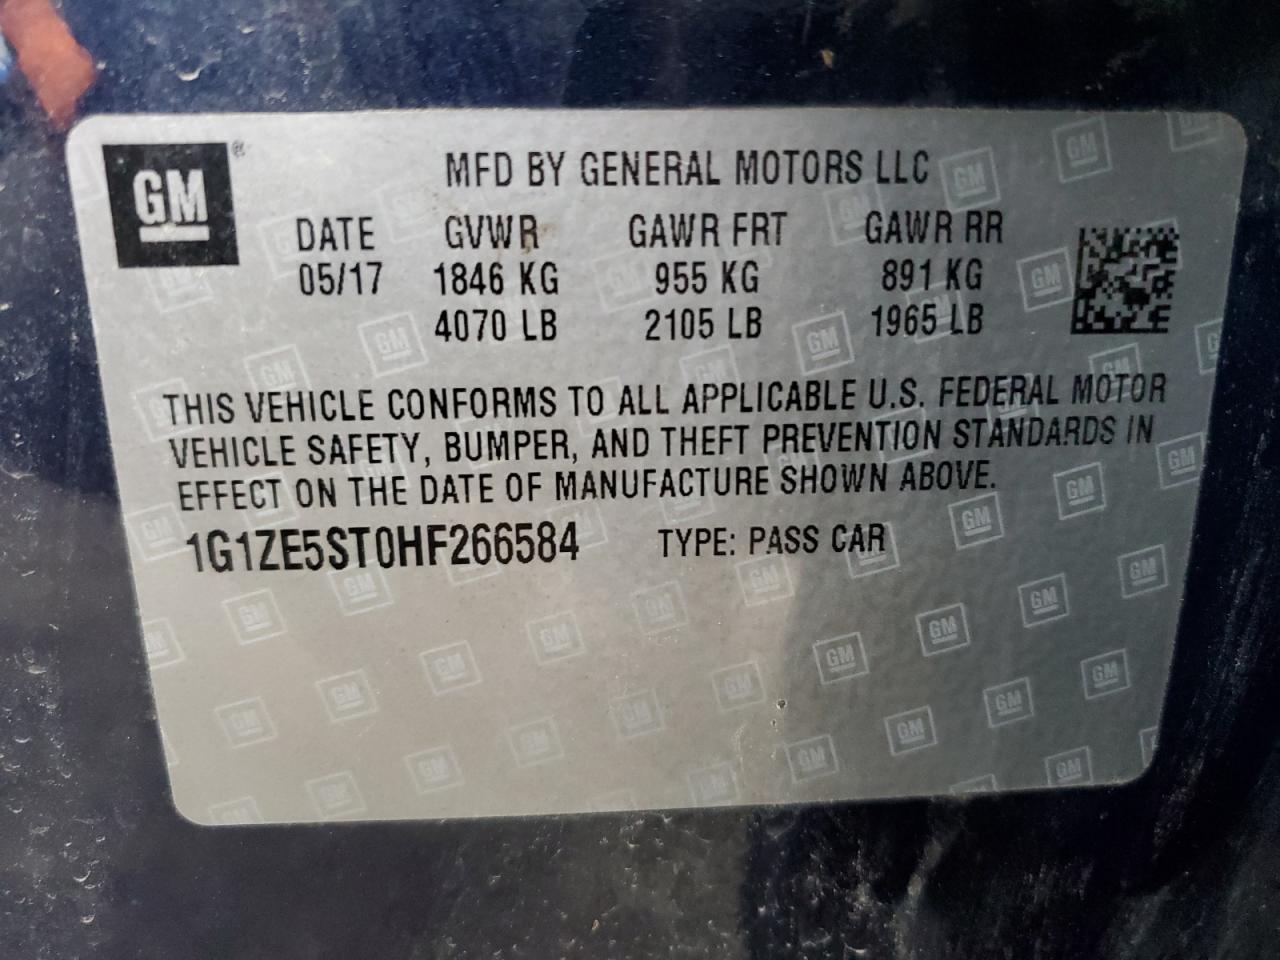 GM®
MFD BY GENERAL MOTORS LLC
DATE GVWR GAWR FRT GAWR RR
05/17 1846 KG 955 KG 891 KG
4070 LB 2105 LB 1965 LB
THIS VEHICLE CONFORMS TO ALL APPLICABLE U.S. FEDERAL MOTOR
VEHICLE SAFETY, BUMPER, AND THEFT PREVENTION STANDARDS IN
EFFECT ON THE DATE OF MANUFACTURE SHOWN ABOVE.
1G1ZE5ST0HF266584 TYPE: PASS CAR